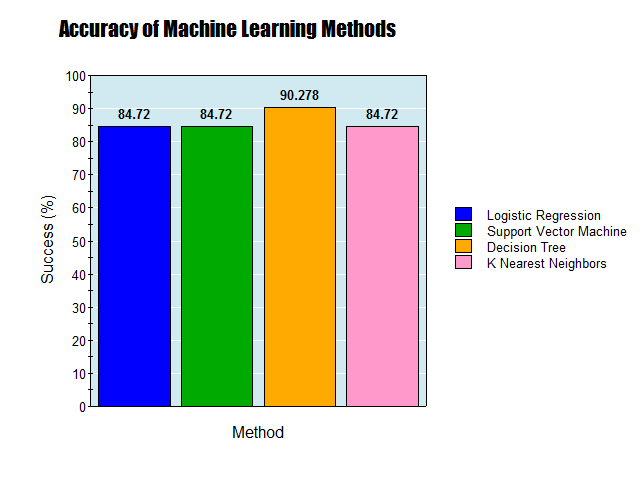 Accuracy of Machine Learning Methods
100
90
80
70
60
50
40
30
20
10
0
84.72
84.72
90.278
84.72
Success (%)
Method
Logistic Regression
Support Vector Machine
Decision Tree
K Nearest Neighbors